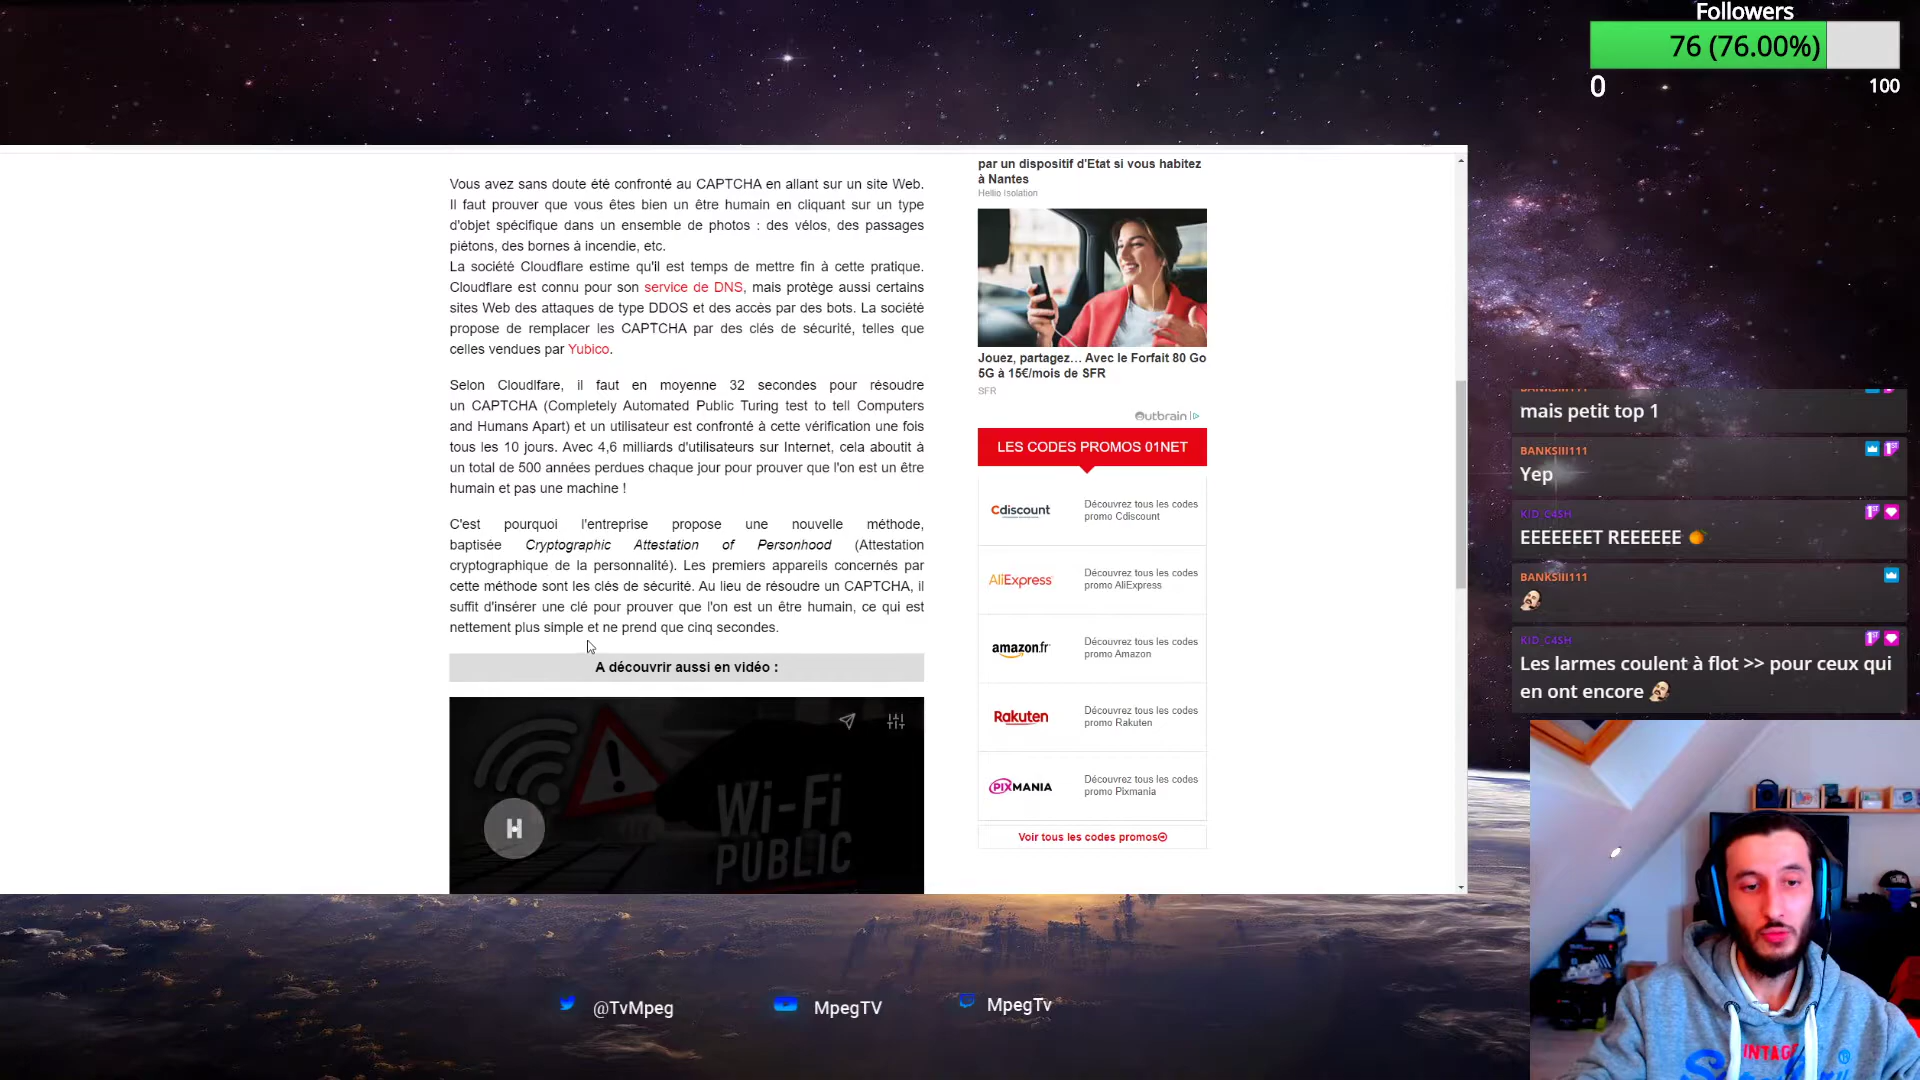 Followers
76 (76.00%)
0
100
par un dispositif d'Etat si vous habitez
à Nantes
Hellio Isolation
Vous avez sans doute été confronté au CAPTCHA en allant sur un site Web.
Il faut prouver que vous êtes bien un être humain en cliquant sur un type
d'objet spécifique dans un ensemble de photos : des vélos, des passages
piétons, des bornes à incendie, etc.
La société Cloudflare estime qu'il est temps de mettre fin à cette pratique.
Cloudflare est connu pour son service de DNS, mais protège aussi certains
sites Web des attaques de type DDOS et des accès par des bots. La société
propose de remplacer les CAPTCHA par des clés de sécurité, telles que
celles vendues par Yubico.
Selon Cloudlfare, il faut en moyenne 32 secondes pour résoudre
un CAPTCHA (Completely Automated Public Turing test to tell Computers
and Humans Apart) et un utilisateur est confronté à cette vérification une fois
tous les 10 jours. Avec 4,6 milliards d'utilisateurs sur Internet, cela aboutit à
un total de 500 années perdues chaque jour pour prouver que l'on est un être
humain et pas une machine !
C'est pourquoi l'entreprise propose une nouvelle méthode,
baptisée Cryptographic Attestation of Personhood (Attestation
cryptographique de la personnalité). Les premiers appareils concernés par
cette méthode sont les clés de sécurité. Au lieu de résoudre un CAPTCHA, il
suffit d'insérer une clé pour prouver que l'on est un être humain, ce qui est
nettement plus simple et ne prend que cinq secondes.
A découvrir aussi en vidéo :
H
Wi-Fi
PUBLIC
Jouez, partagez... Avec le Forfait 80 Go
5G à 15€/mois de SFR
SFR
Outbrain
LES CODES PROMOS 01NET
Cdiscount
Découvrez tous les codes
promo Cdiscount
AliExpress
Découvrez tous les codes
promo AliExpress
amazon.fr
Découvrez tous les codes
promo Amazon
Rakuten
Découvrez tous les codes
promo Rakuten
PIXMANIA
Découvrez tous les codes
promo Pixmania
Voir tous les codes promos
BANKSIII111
mais petit top 1
BANKSIII111
Yep
KID_C4SH
EEEEEEET REEEEEE
BANKSIII111
KID_C4SH
Les larmes coulent à flot >> pour ceux qui
en ont encore
@TvMpeg
MpegTV
MpegTv
VINTAGE